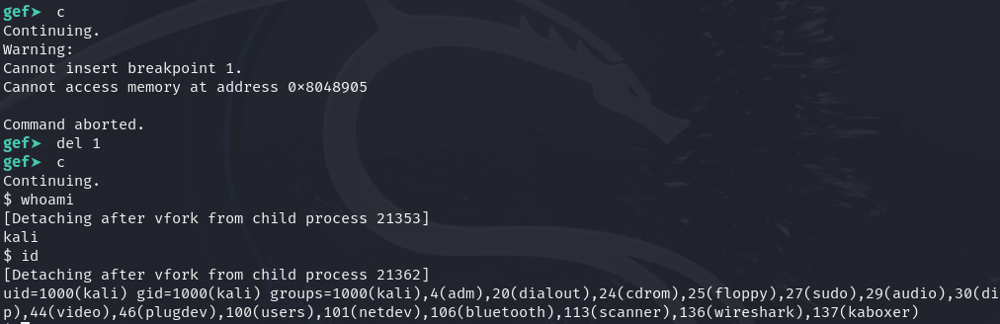 gef➤  c
Continuing.
Warning:
Cannot insert breakpoint 1.
Cannot access memory at address 0x8048905
Command aborted.
gef➤  del 1
gef➤  c
Continuing.
$ whoami
[Detaching after vfork from child process 21353]
kali
$ id
[Detaching after vfork from child process 21362]
uid=1000(kali) gid=1000(kali) groups=1000(kali),4(adm),20(dialout),24(cdrom),25(floppy),27(sudo),29(audio),30(di
p),44(video),46(plugdev),100(users),101(netdev),106(bluetooth),113(scanner),136(wireshark),137(kaboxer)